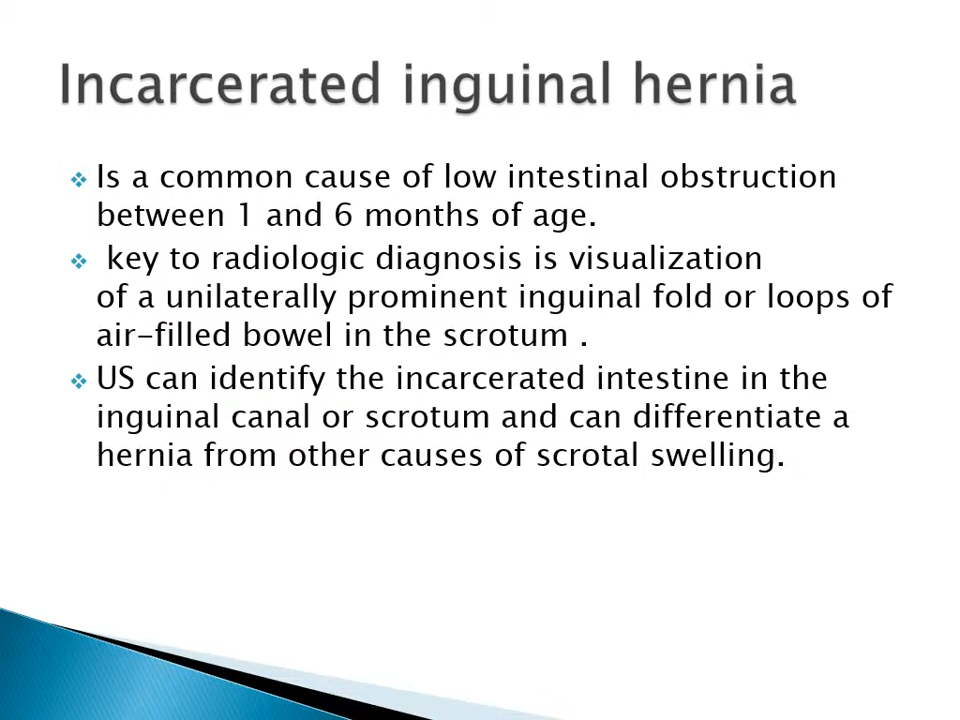 Incarcerated inguinal hernia
Is a common cause of low intestinal obstruction
between 1 and 6 months of age.
key to radiologic diagnosis is visualization
of a unilaterally prominent inguinal fold or loops of
air-filled bowel in the scrotum .
US can identify the incarcerated intestine in the
inguinal canal or scrotum and can differentiate a
hernia from other causes of scrotal swelling.